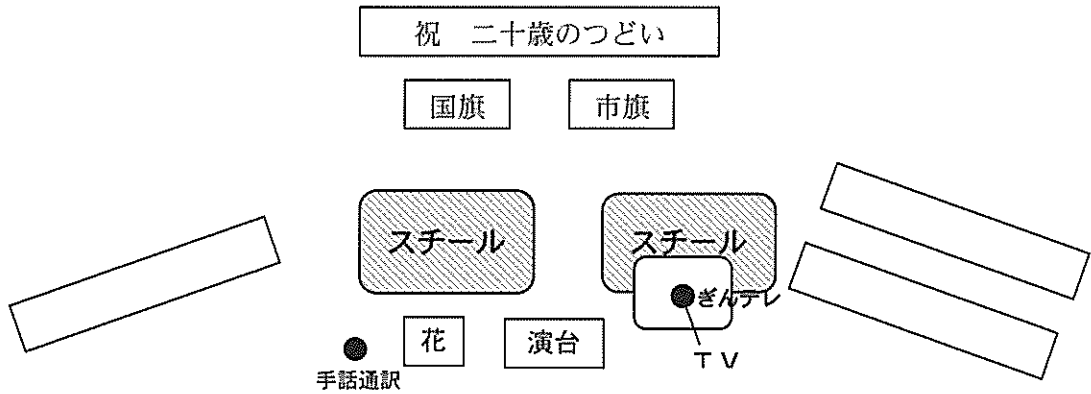 祝　二十歳のつどい
国旗
市旗
スチール
スチール
ぎんテレ
花
演台
ＴＶ
手話通訳